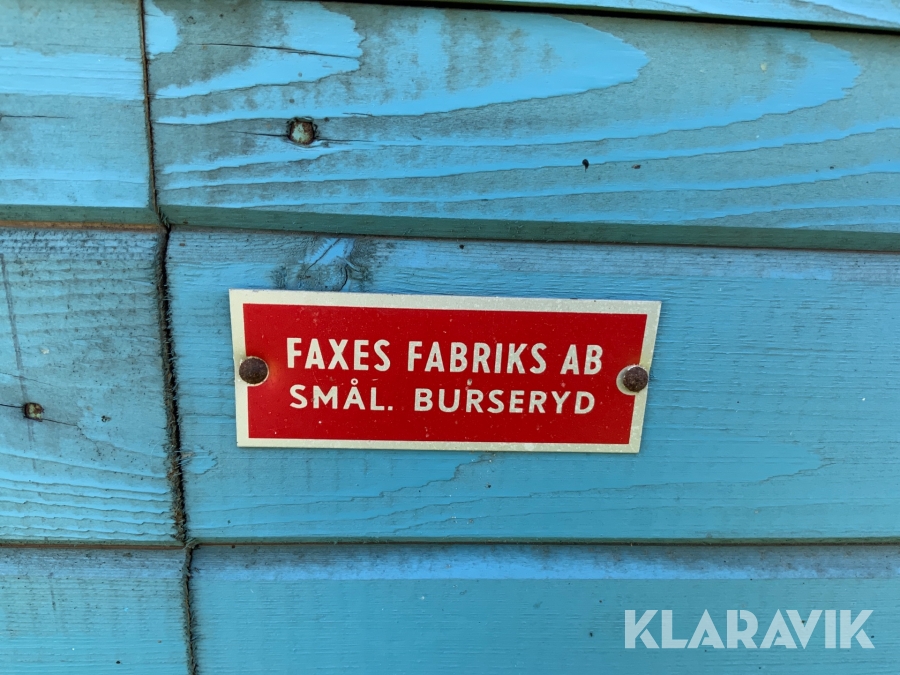 FAXES FABRIKS AB
SMÅL. BURSERYD
KLARAVIK